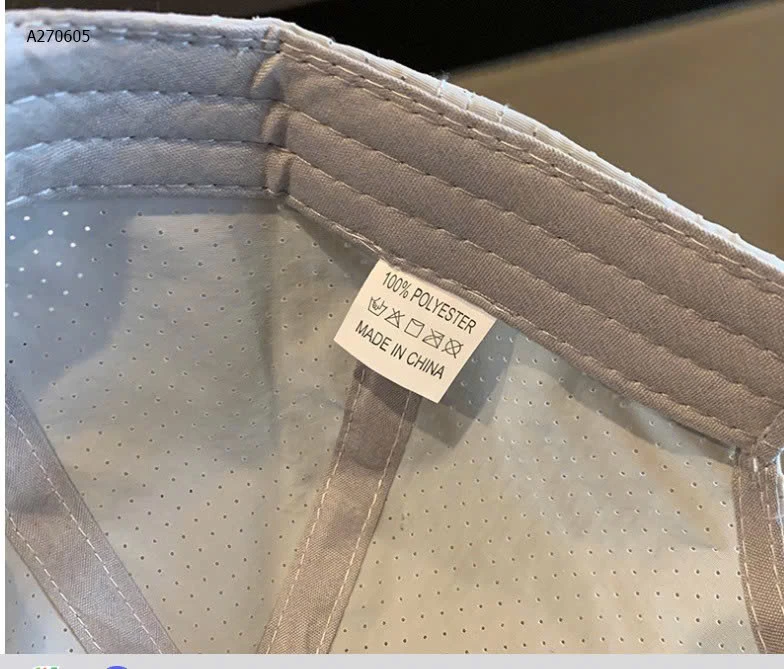 A270605
100% POLYESTER
MADE IN CHINA